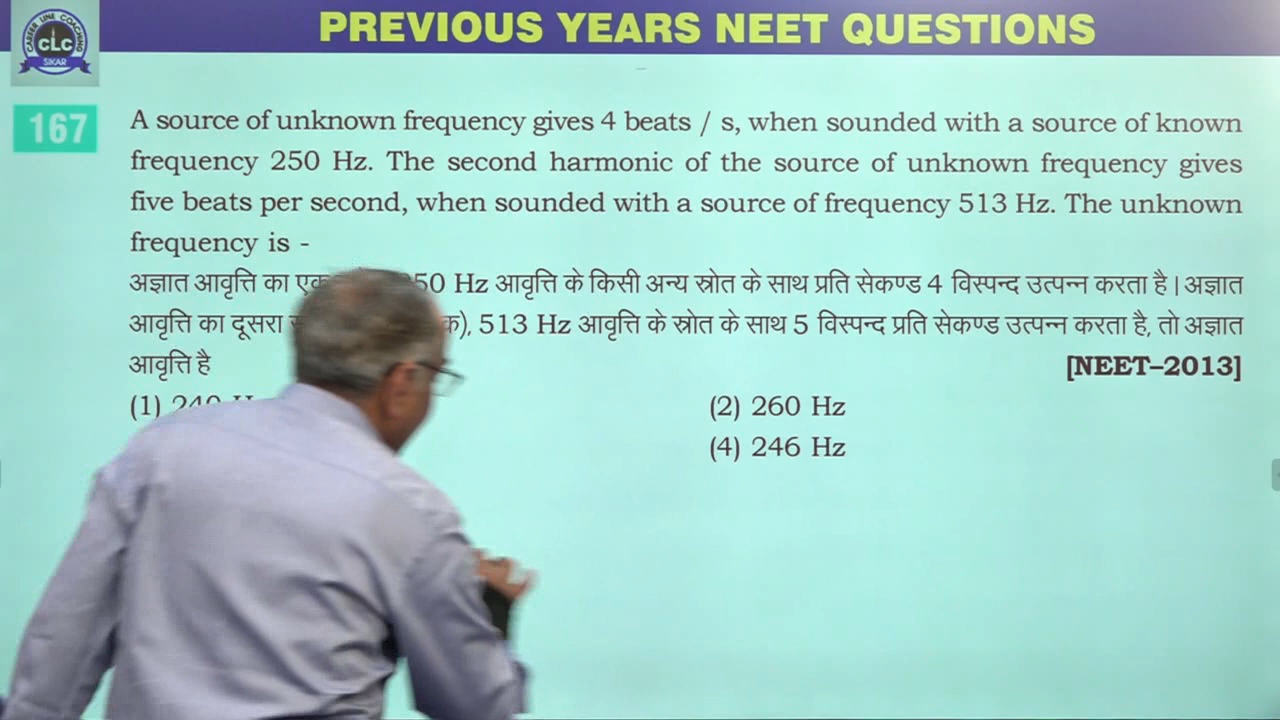 PREVIOUS YEARS NEET QUESTIONS
CAREER LINE COACHING
CLC
SIKAR
167
A source of unknown frequency gives 4 beats / s, when sounded with a source of known
frequency 250 Hz. The second harmonic of the source of unknown frequency gives
five beats per second, when sounded with a source of frequency 513 Hz. The unknown
frequency is -
अज्ञात आवृत्ति का 50 Hz आवृत्ति के किसी अन्य स्रोत के साथ प्रति सेकण्ड 4 विस्पन्द उत्पन्न करता है। अज्ञात
आवृत्ति का दूसरा क), 513 Hz आवृत्ति के स्रोत के साथ 5 विस्पन्द प्रति सेकण्ड उत्पन्न करता है, तो अज्ञात
आवृत्ति है [NEET–2013]
(1) (2) 260 Hz
(4) 246 Hz